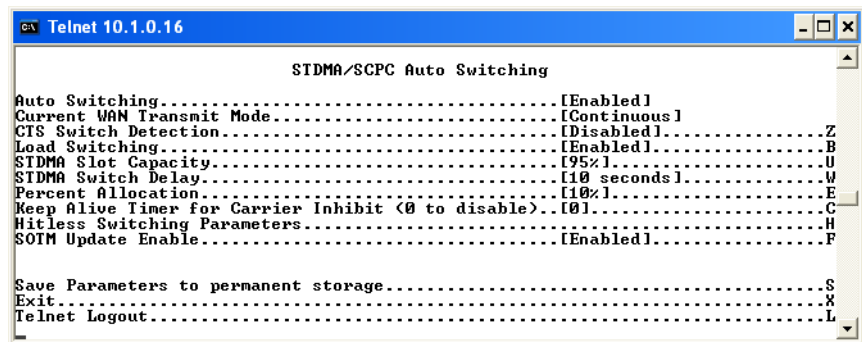 Telnet 10.1.0.16
STDMA/SCPC Auto Switching
Auto Switching..........................................[Enabled]
Current WAN Transmit Mode...............................[Continuous]
CTS Switch Detection....................................[Disabled]................Z
Load Switching..........................................[Enabled].................B
STDMA Slot Capacity.....................................[95%].....................U
STDMA Switch Delay......................................[10 seconds]..............W
Percent Allocation......................................[10%].....................E
Keep Alive Timer for Carrier Inhibit (0 to disable)..[0]........................C
Hitless Switching Parameters......................................................H
SOTM Update Enable......................................[Enabled].................F
Save Parameters to permanent storage..............................................S
Exit..............................................................................X
Telnet Logout.....................................................................L